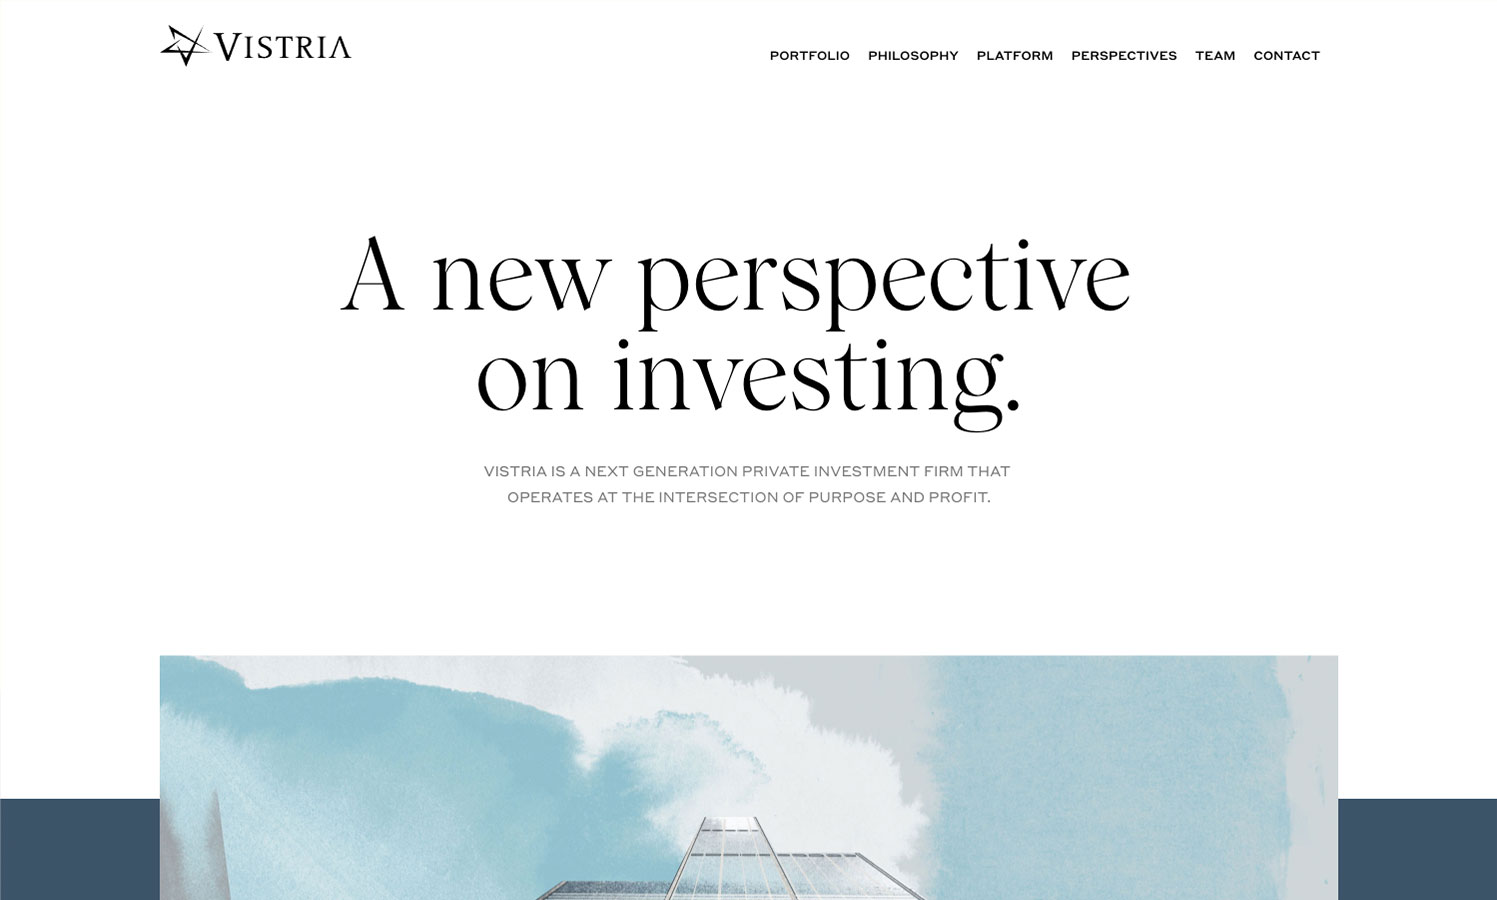 VISTRIA
PORTFOLIO PHILOSOPHY PLATFORM PERSPECTIVES TEAM CONTACT
A new perspective
on investing.
VISTRIA IS A NEXT GENERATION PRIVATE INVESTMENT FIRM THAT
OPERATES AT THE INTERSECTION OF PURPOSE AND PROFIT.